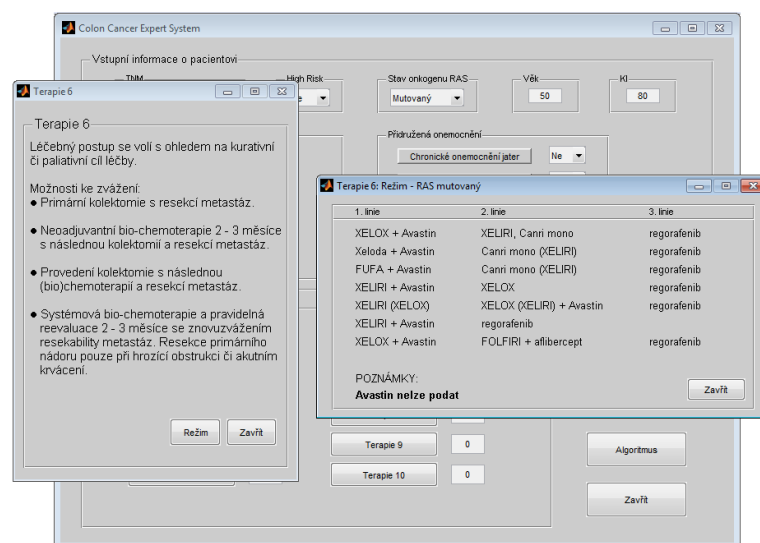 Colon Cancer Expert System
Vstupní informace o pacientovi
TNM
High Risk
Stav onkogenu RAS
Věk
KI
Mutovaný
50
80
Přidružená onemocnění
Chronické onemocnění jater
Ne
Terapie 6
Terapie 6
Léčebný postup se volí s ohledem na kurativní
či paliativní cíl léčby.
Možnosti ke zvážení:
● Primární kolektomie s resekcí metastáz.
● Neoadjuvantní bio-chemoterapie 2 - 3 měsíce
s následnou kolektomií a resekcí metastáz.
● Provedení kolektomie s následnou
(bio)chemoterapií a resekcí metastáz.
● Systémová bio-chemoterapie a pravidelná
reevaluace 2 - 3 měsíce se znovuzvážením
resekability metastáz. Resekce primárního
nádoru pouze při hrozící obstrukci či akutním
krvácení.
Režim
Zavřít
Terapie 6: Režim - RAS mutovaný
1. linie 2. linie 3. linie
XELOX + Avastin XELIRI, Canri mono regorafenib
Xeloda + Avastin Canri mono (XELIRI) regorafenib
FUFA + Avastin Canri mono (XELIRI) regorafenib
XELIRI + Avastin XELOX regorafenib
XELIRI (XELOX) XELOX (XELIRI) + Avastin regorafenib
XELIRI + Avastin regorafenib
XELOX + Avastin FOLFIRI + aflibercept regorafenib
POZNÁMKY:
Avastin nelze podat
Zavřít
Terapie 9
0
Algoritmus
Terapie 10
0
Zavřít